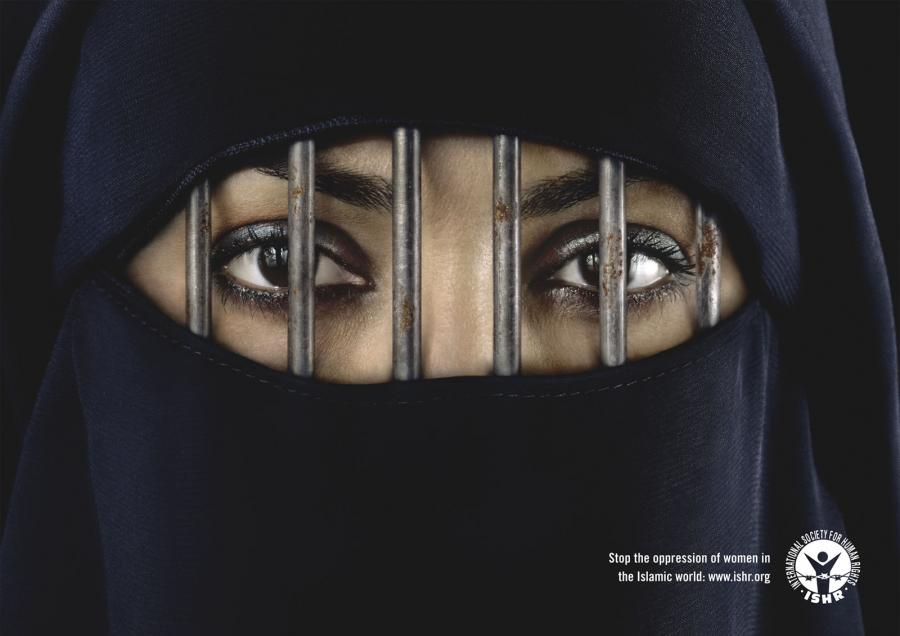 Stop the oppression of women in
the Islamic world: www.ishr.org
INTERNATIONAL SOCIETY FOR HUMAN RIGHTS
ISHR